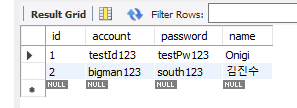 Result Grid Filter Rows:
id account password name
1 testId123 testPw123 Onigi
2 bigman123 south123 김진수
NULL NULL NULL NULL